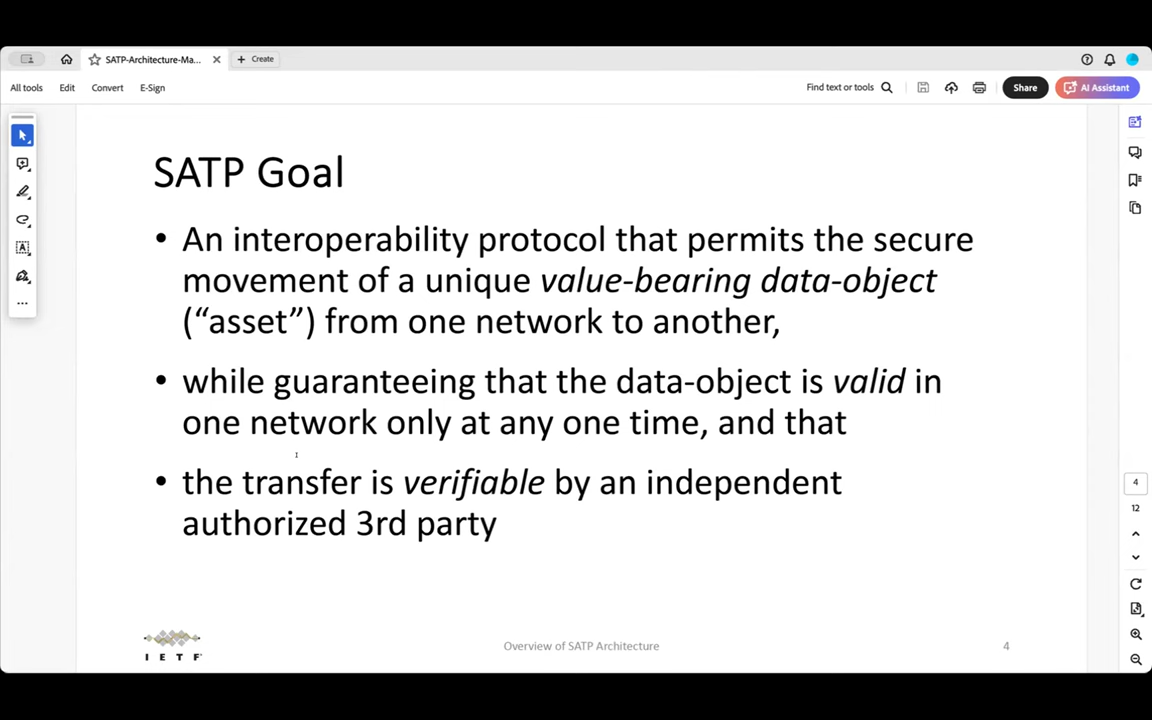 SATP-Architecture-Ma...
Create
All tools
Edit
Convert
E-Sign
Find text or tools
Share
AI Assistant
SATP Goal
• An interoperability protocol that permits the secure
movement of a unique value-bearing data-object
(“asset”) from one network to another,
• while guaranteeing that the data-object is valid in
one network only at any one time, and that
• the transfer is verifiable by an independent
authorized 3rd party
4
12
I E T F
Overview of SATP Architecture
4